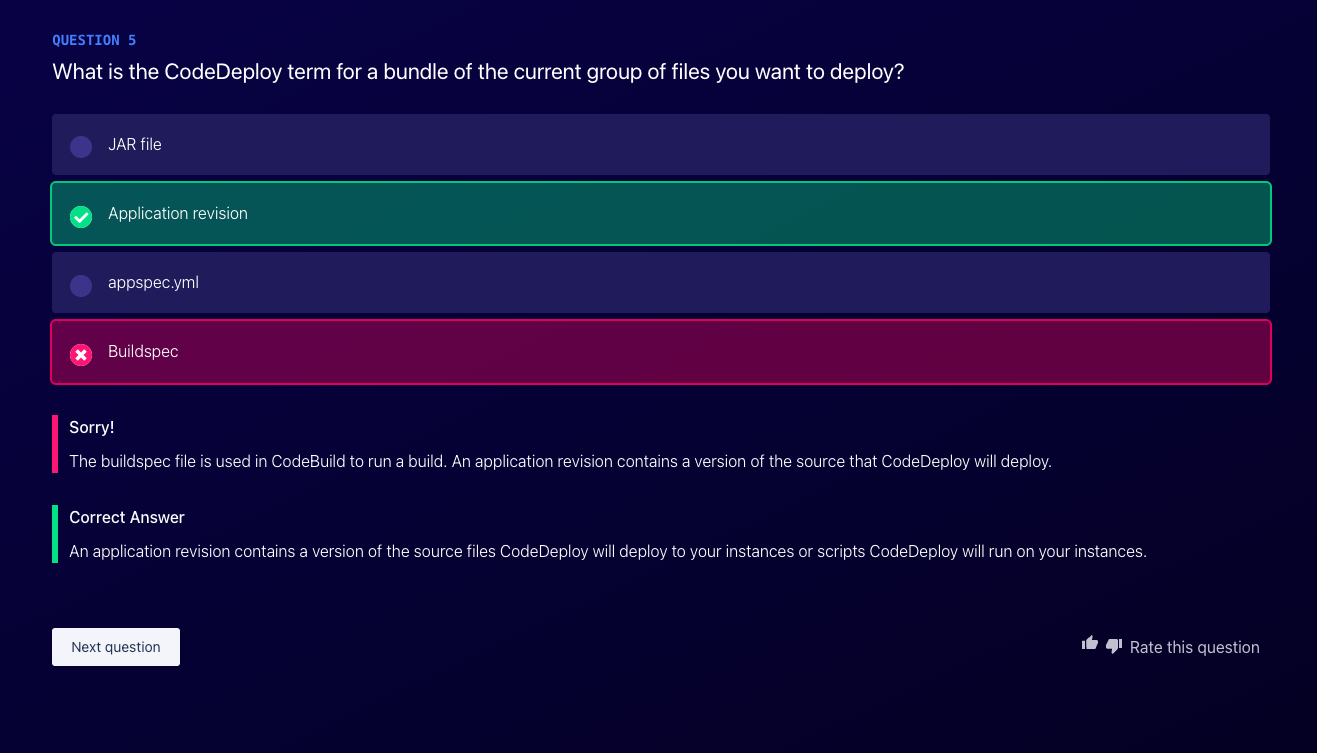 QUESTION 5
What is the CodeDeploy term for a bundle of the current group of files you want to deploy?
JAR file
Application revision
appspec.yml
Buildspec
Sorry!
The buildspec file is used in CodeBuild to run a build. An application revision contains a version of the source that CodeDeploy will deploy.
Correct Answer
An application revision contains a version of the source files CodeDeploy will deploy to your instances or scripts CodeDeploy will run on your instances.
Next question
Rate this question